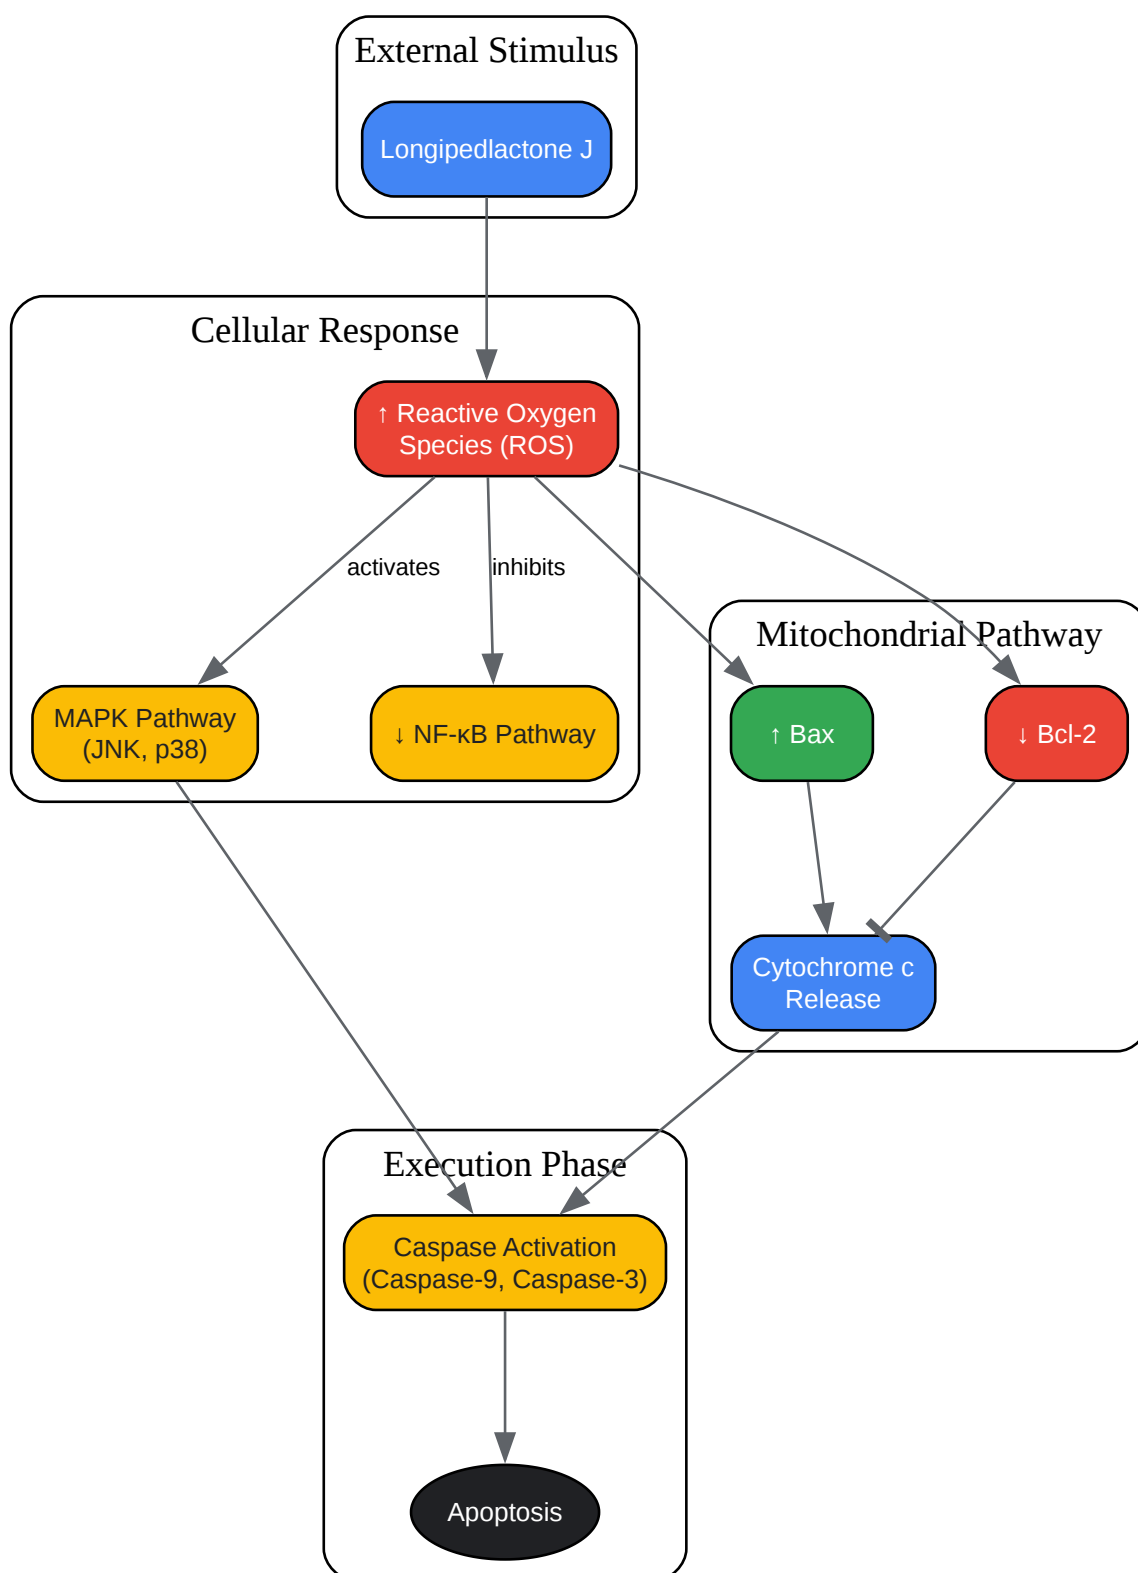 External Stimulus
Longipedlactone J
Cellular Response
↑ Reactive Oxygen
Species (ROS)
activates
inhibits
Mitochondrial Pathway
MAPK Pathway
(JNK, p38)
↓ NF-κB Pathway
↑ Bax
↓ Bcl-2
Cytochrome c
Release
Execution Phase
Caspase Activation
(Caspase-9, Caspase-3)
Apoptosis